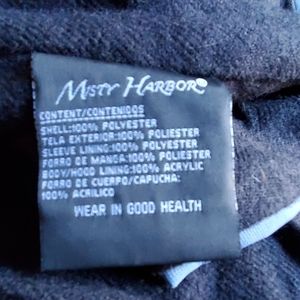 MISTY HARBOR®
CONTENT/CONTENIDOS
SHELL:100% POLYESTER
TELA EXTERIOR:100% POLIESTER
SLEEVE LINING:100% POLYESTER
FORRO DE MANGA:100% POLIESTER
BODY/HOOD LINING:100% ACRYLIC
FORRO DE CUERPO/CAPUCHA:
100% ACRILICO
WEAR IN GOOD HEALTH